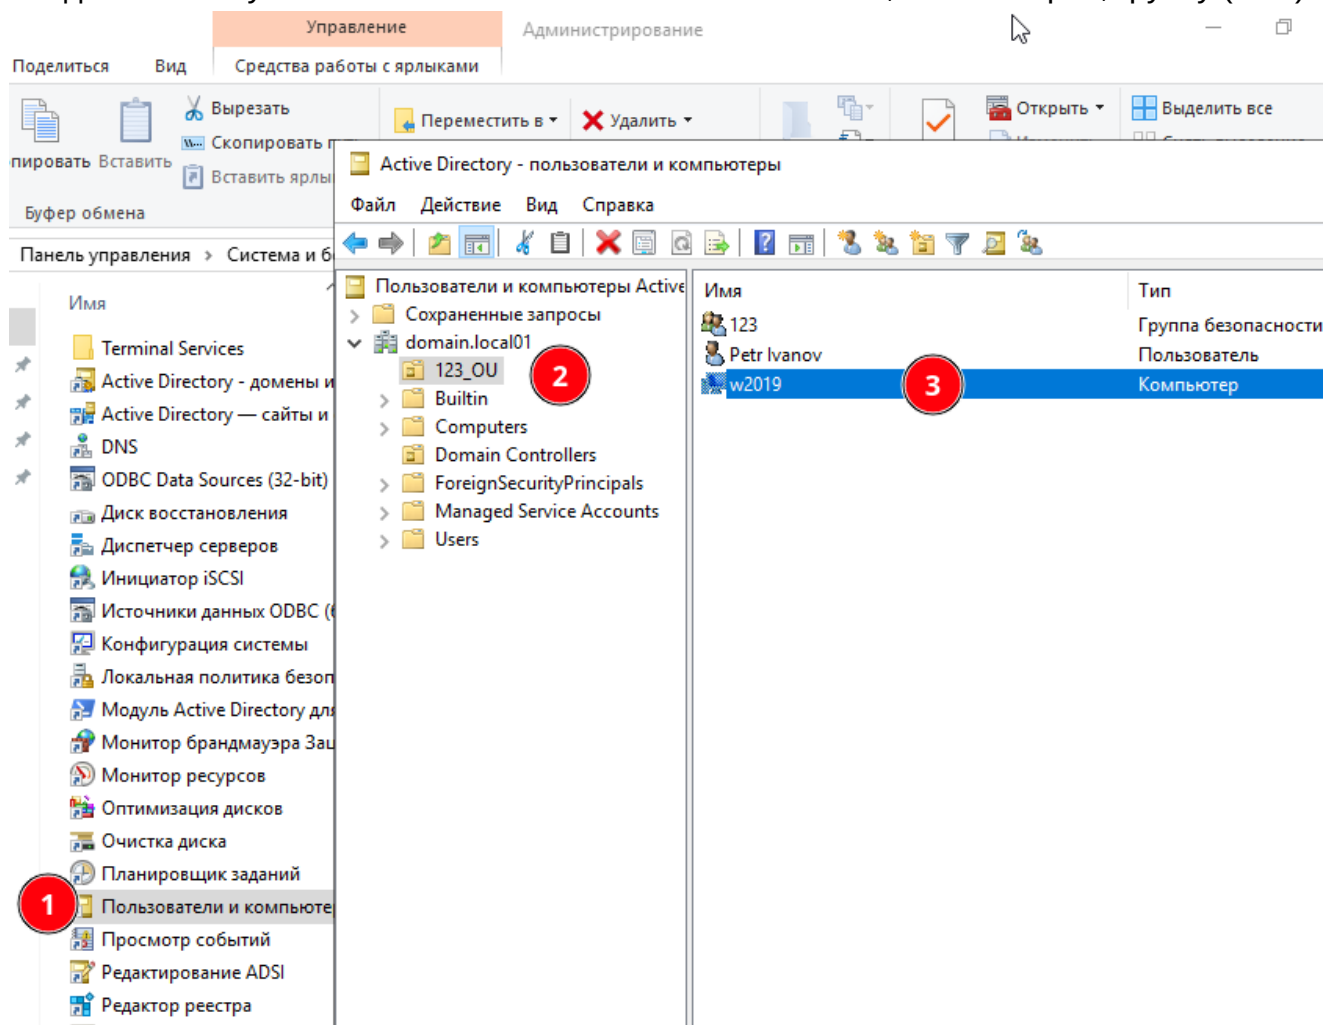 Управление
Администрирование
Поделиться
Вид
Средства работы с ярлыками
Вырезать
Скопировать
Вставить
Переместить в
Удалить
Открыть
Выделить все
Буфер обмена
Панель управления > Система и б
Имя
Terminal Services
Active Directory - домены и
Active Directory — сайты и
DNS
ODBC Data Sources (32-bit)
Диск восстановления
Диспетчер серверов
Инициатор iSCSI
Источники данных ODBC (
Конфигурация системы
Локальная политика безоп
Модуль Active Directory для
Монитор брандмауэра Защ
Монитор ресурсов
Оптимизация дисков
Очистка диска
Планировщик заданий
1
Пользователи и компьюте
Просмотр событий
Редактирование ADSI
Редактор реестра
Active Directory - пользователи и компьютеры
Файл Действие Вид Справка
Пользователи и компьютеры Active
Сохраненные запросы
domain.local01
123_OU
2
Builtin
Computers
Domain Controllers
ForeignSecurityPrincipals
Managed Service Accounts
Users
Имя Тип
123 Группа безопасности
Petr Ivanov Пользователь
w2019 3 Компьютер